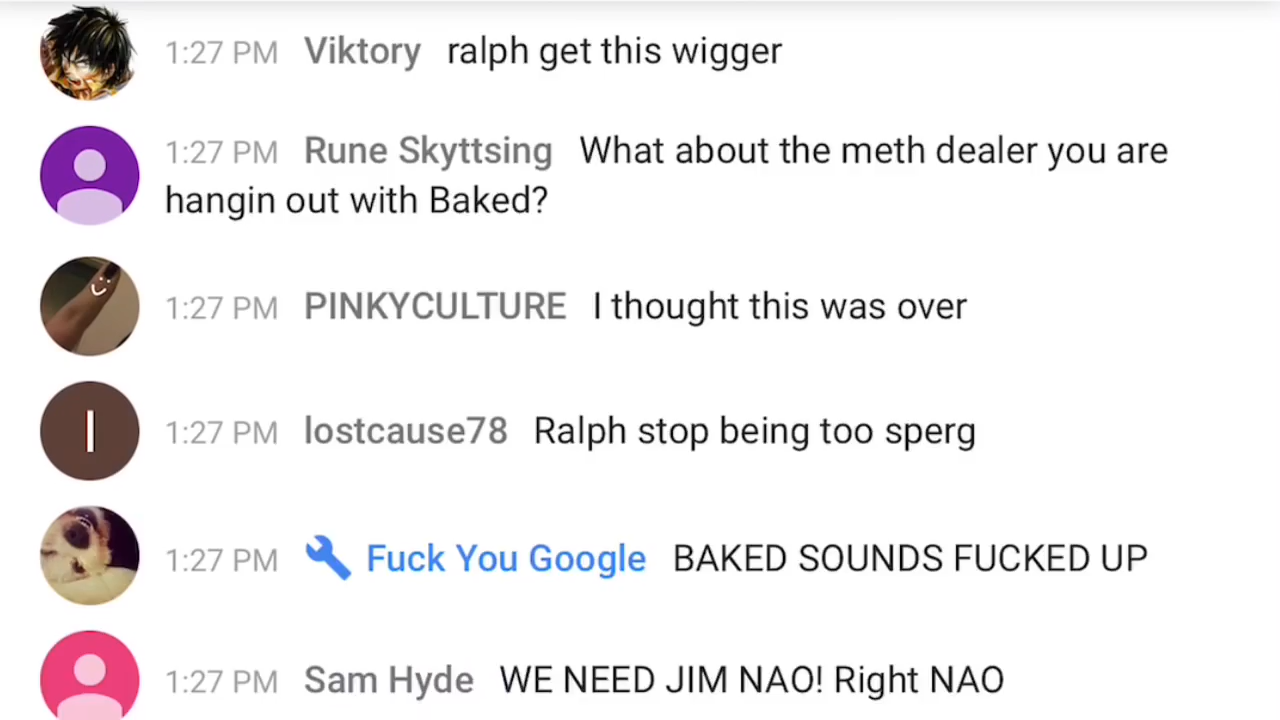 1:27 PM Viktory ralph get this wigger
1:27 PM Rune Skyttsing What about the meth dealer you are
hangin out with Baked?
1:27 PM PINKYCULTURE I thought this was over
l
1:27 PM lostcause78 Ralph stop being too sperg
1:27 PM Fuck You Google BAKED SOUNDS FUCKED UP
1:27 PM Sam Hyde WE NEED JIM NAO! Right NAO